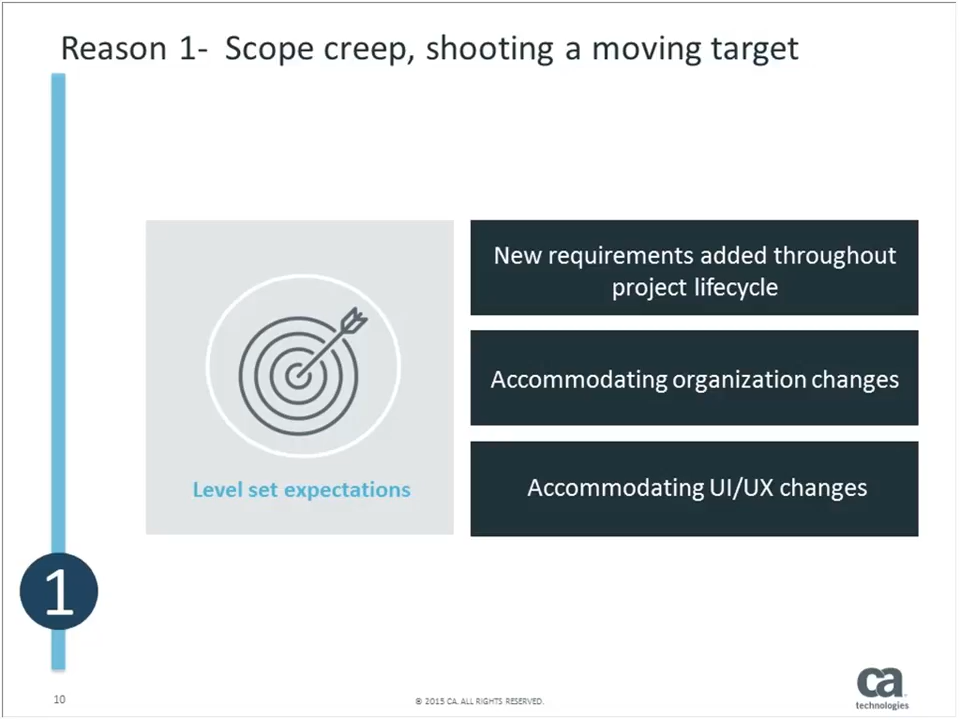 Reason 1-  Scope creep, shooting a moving target
New requirements added throughout
project lifecycle
Accommodating organization changes
Level set expectations
Accommodating UI/UX changes
1
10
© 2015 CA. ALL RIGHTS RESERVED.
ca
technologies